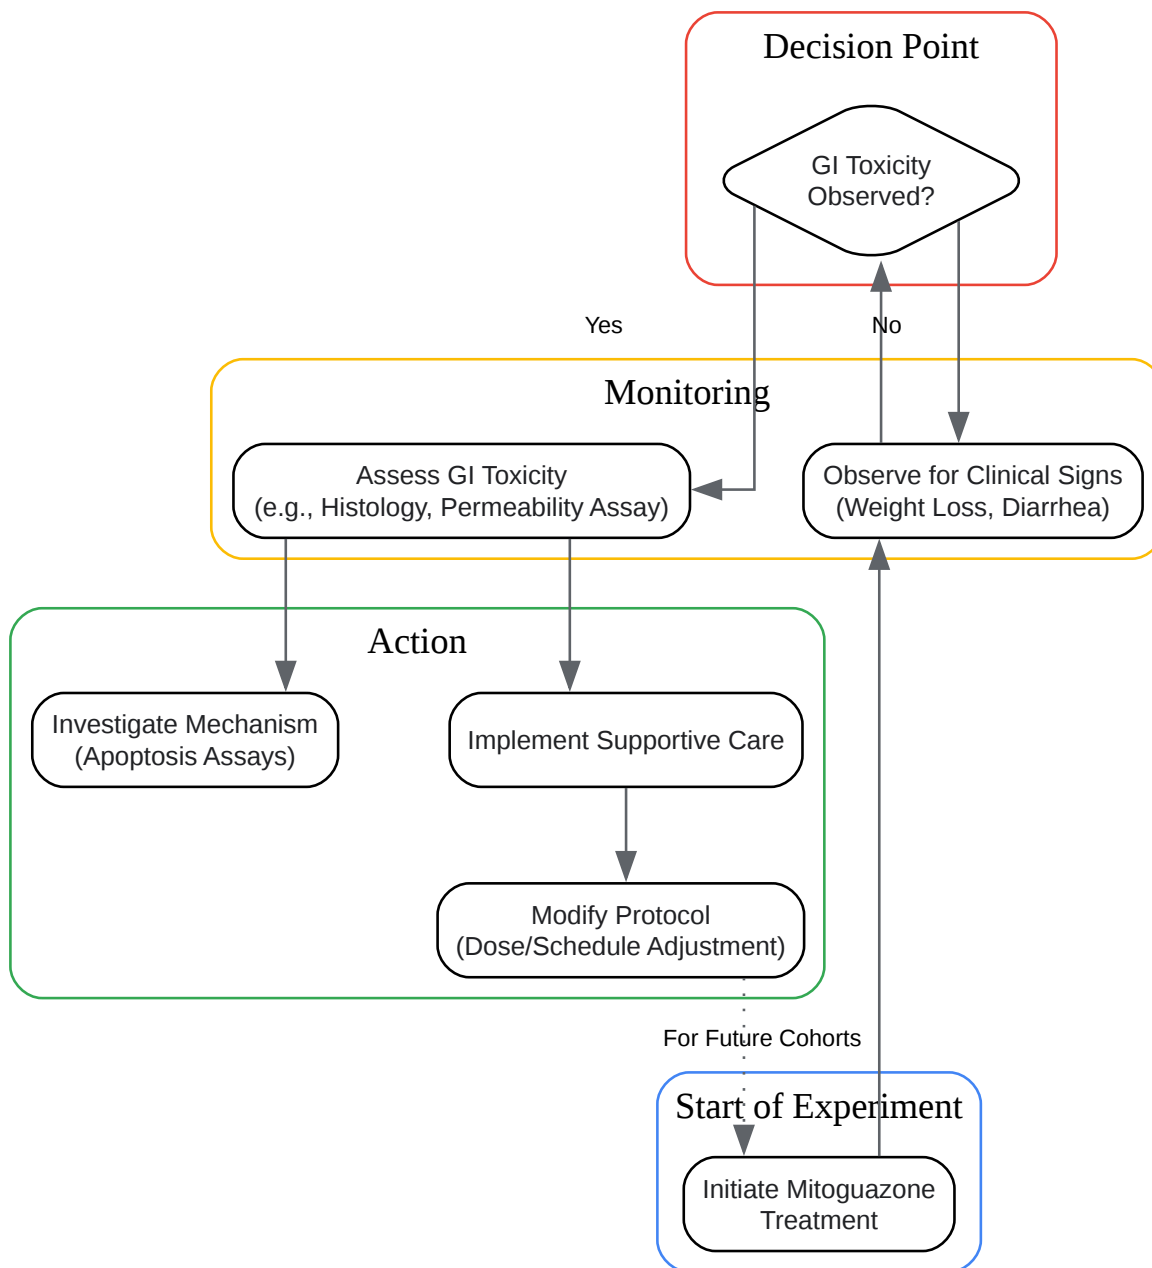 Decision Point
GI Toxicity
Observed?
Yes
No
Monitoring
Assess GI Toxicity
(e.g., Histology, Permeability Assay)
Observe for Clinical Signs
(Weight Loss, Diarrhea)
Action
Investigate Mechanism
(Apoptosis Assays)
Implement Supportive Care
Modify Protocol
(Dose/Schedule Adjustment)
For Future Cohorts
Start of Experiment
Initiate Mitoguazone
Treatment